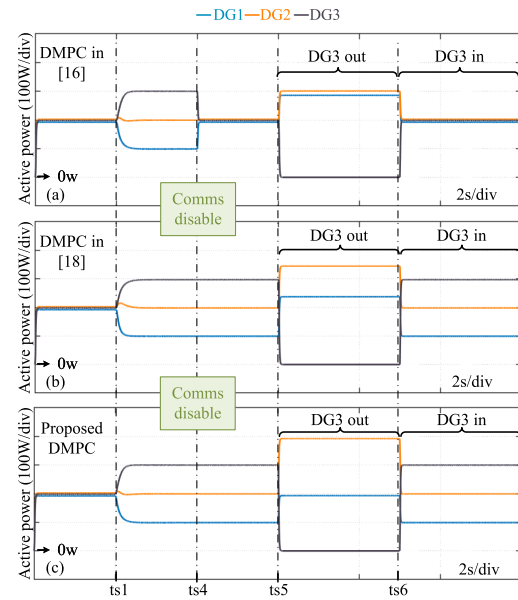 DG1 DG2 DG3
Active power (100W/div)
DMPC in
[16]
DG3 out
DG3 in
0w
(a)
2s/div
Comms
disable
Active power (100W/div)
DMPC in
[18]
DG3 out
DG3 in
0w
(b)
2s/div
Comms
disable
Active power (100W/div)
Proposed
DMPC
DG3 out
DG3 in
0w
(c)
2s/div
ts1 ts4 ts5 ts6